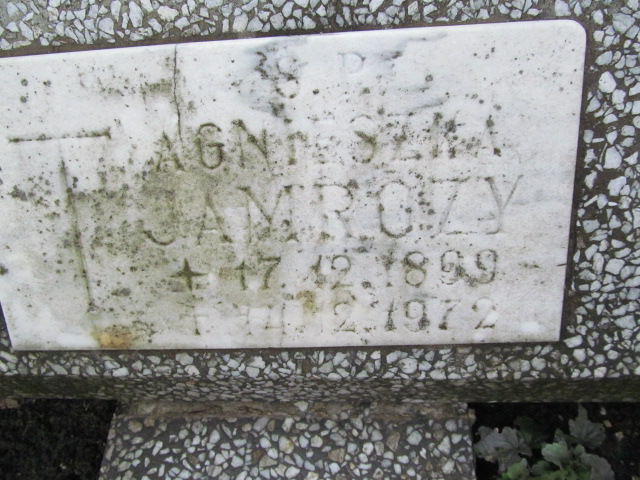 Ś P.
AGNIESZKA
JAMROZY
17.12.1899
† 14.12.1972